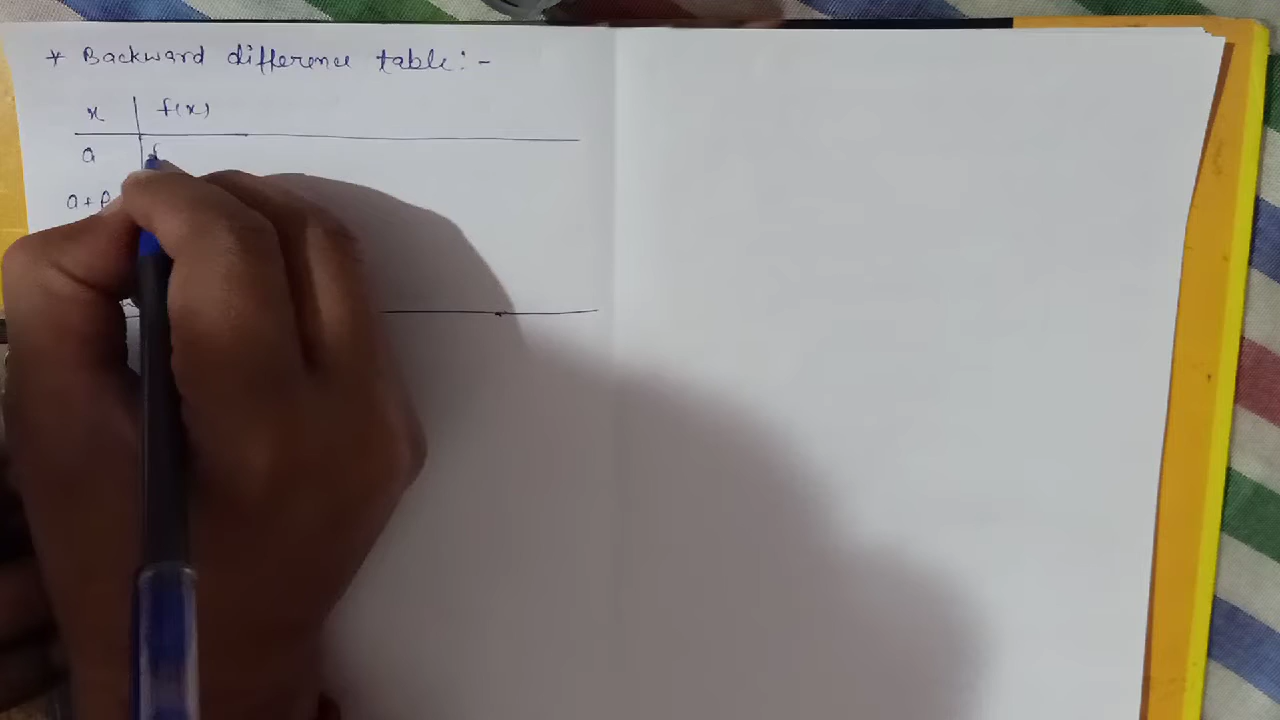 * Backward difference table:-
x f(x)
a f
a +